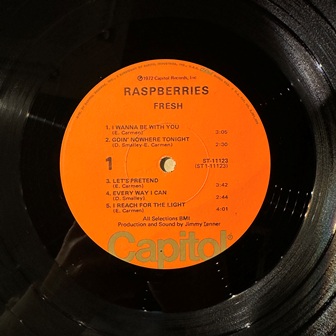 ℗1972 Capitol Records, Inc.
RASPBERRIES
FRESH
1. I WANNA BE WITH YOU
(E. Carmen) 3:05
2. GOIN' NOWHERE TONIGHT
(D. Smalley-E. Carmen) 2:30
1
ST-11123
(ST1-11123)
3. LET'S PRETEND
(E. Carmen) 3:42
4. EVERY WAY I CAN
(D. Smalley) 2:44
5. I REACH FOR THE LIGHT
(E. Carmen) 4:01
All Selections BMI
Production and Sound by Jimmy Ienner
Capitol